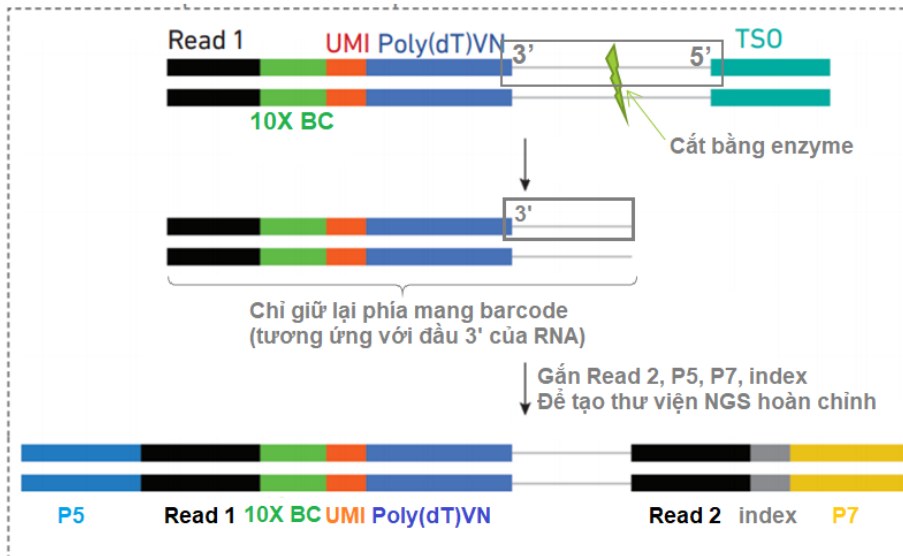 Read 1
UMI Poly(dT)VN
3’
5’
TSO
10X BC
Cắt bằng enzyme
3'
Chỉ giữ lại phía mang barcode
(tương ứng với đầu 3' của RNA)
Gắn Read 2, P5, P7, index
Để tạo thư viện NGS hoàn chỉnh
P5 Read 1 10X BC UMI Poly(dT)VN Read 2 index P7